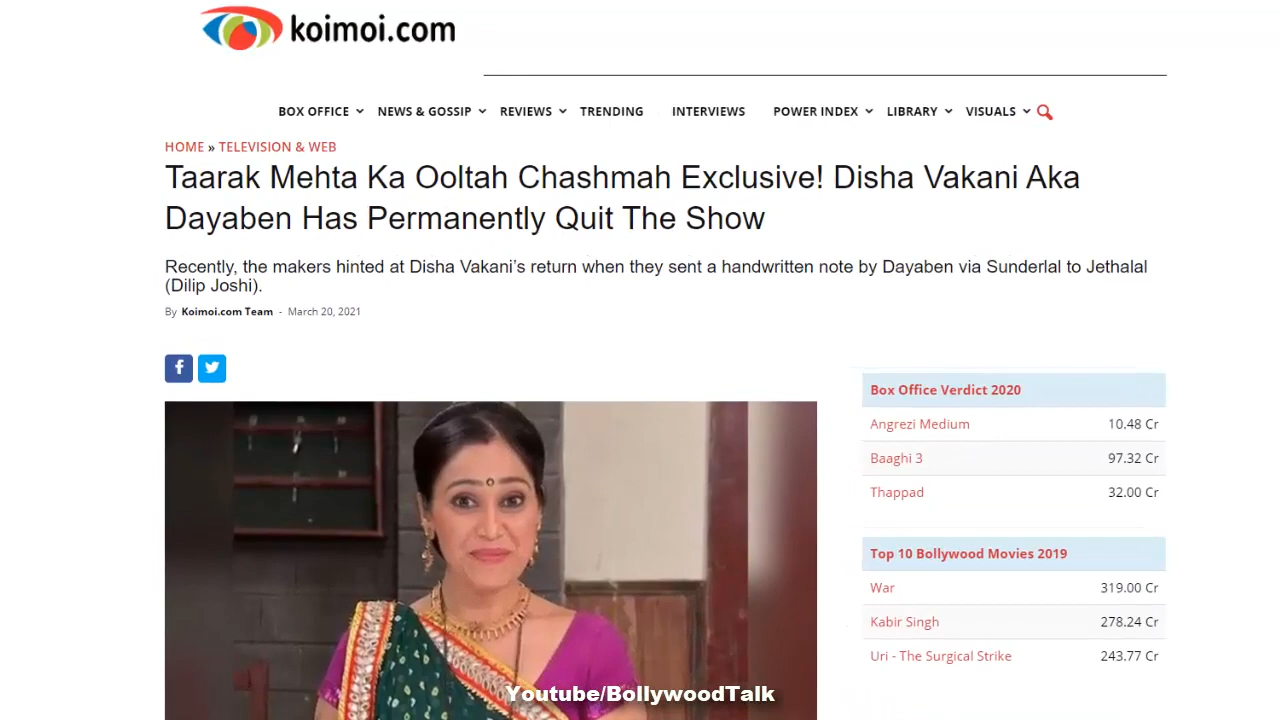 koimoi.com
BOX OFFICE NEWS & GOSSIP REVIEWS TRENDING INTERVIEWS POWER INDEX LIBRARY VISUALS
HOME » TELEVISION & WEB
Taarak Mehta Ka Ooltah Chashmah Exclusive! Disha Vakani Aka
Dayaben Has Permanently Quit The Show
Recently, the makers hinted at Disha Vakani’s return when they sent a handwritten note by Dayaben via Sunderlal to Jethalal
(Dilip Joshi).
By Koimoi.com Team - March 20, 2021
Box Office Verdict 2020
Angrezi Medium 10.48 Cr
Baaghi 3 97.32 Cr
Thappad 32.00 Cr
Top 10 Bollywood Movies 2019
War 319.00 Cr
Kabir Singh 278.24 Cr
Uri - The Surgical Strike 243.77 Cr
Youtube/BollywoodTalk